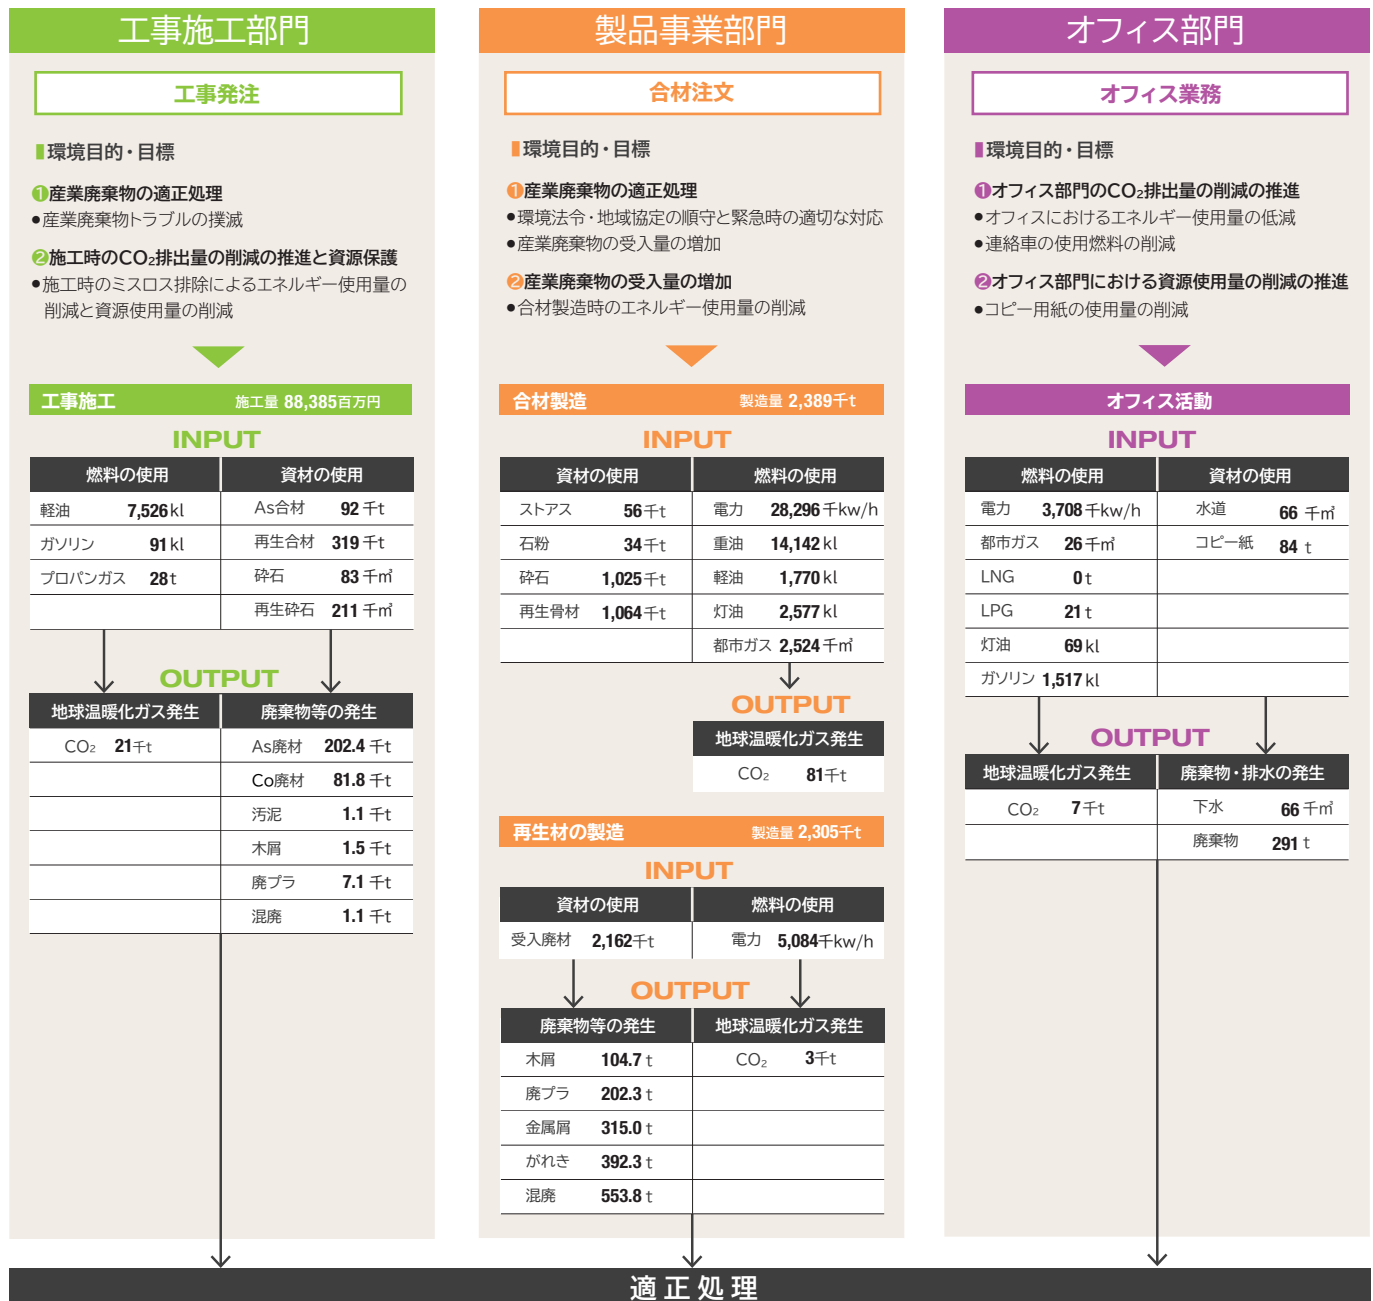 工事施工部門
工事発注
環境目的・目標
❶産業廃棄物の適正処理
●産業廃棄物トラブルの撲滅
❷施工時のCO₂排出量の削減の推進と資源保護
●施工時のミスロス排除によるエネルギー使用量の
削減と資源使用量の削減
工事施工 施工量 88,385百万円
INPUT
燃料の使用 資材の使用
軽油 7,526kl As合材 92千t
ガソリン 91kl 再生合材 319千t
プロパンガス 28t 砕石 83千㎥
再生砕石 211千㎥
OUTPUT
地球温暖化ガス発生 廃棄物等の発生
CO₂ 21千t As廃材 202.4千t
Co廃材 81.8千t
汚泥 1.1千t
木屑 1.5千t
廃プラ 7.1千t
混廃 1.1千t
製品事業部門
合材注文
環境目的・目標
❶産業廃棄物の適正処理
●環境法令・地域協定の順守と緊急時の適切な対応
●産業廃棄物の受入量の増加
❷産業廃棄物の受入量の増加
●合材製造時のエネルギー使用量の削減
合材製造 製造量 2,389千t
INPUT
資材の使用 燃料の使用
ストアス 56千t 電力 28,296千kw/h
石粉 34千t 重油 14,142kl
砕石 1,025千t 軽油 1,770kl
再生骨材 1,064千t 灯油 2,577kl
都市ガス 2,524千㎥
OUTPUT
地球温暖化ガス発生
CO₂ 81千t
再生材の製造 製造量 2,305千t
INPUT
資材の使用 燃料の使用
受入廃材 2,162千t 電力 5,084千kw/h
OUTPUT
廃棄物等の発生 地球温暖化ガス発生
木屑 104.7t CO₂ 3千t
廃プラ 202.3t
金属屑 315.0t
がれき 392.3t
混廃 553.8t
オフィス部門
オフィス業務
環境目的・目標
❶オフィス部門のCO₂排出量の削減の推進
●オフィスにおけるエネルギー使用量の低減
●連絡車の使用燃料の削減
❷オフィス部門における資源使用量の削減の推進
●コピー用紙の使用量の削減
オフィス活動
INPUT
燃料の使用 資材の使用
電力 3,708千kw/h 水道 66千㎥
都市ガス 26千㎥ コピー紙 84t
LNG 0t
LPG 21t
灯油 69kl
ガソリン 1,517kl
OUTPUT
地球温暖化ガス発生 廃棄物・排水の発生
CO₂ 7千t 下水 66千㎥
廃棄物 291t
適正処理